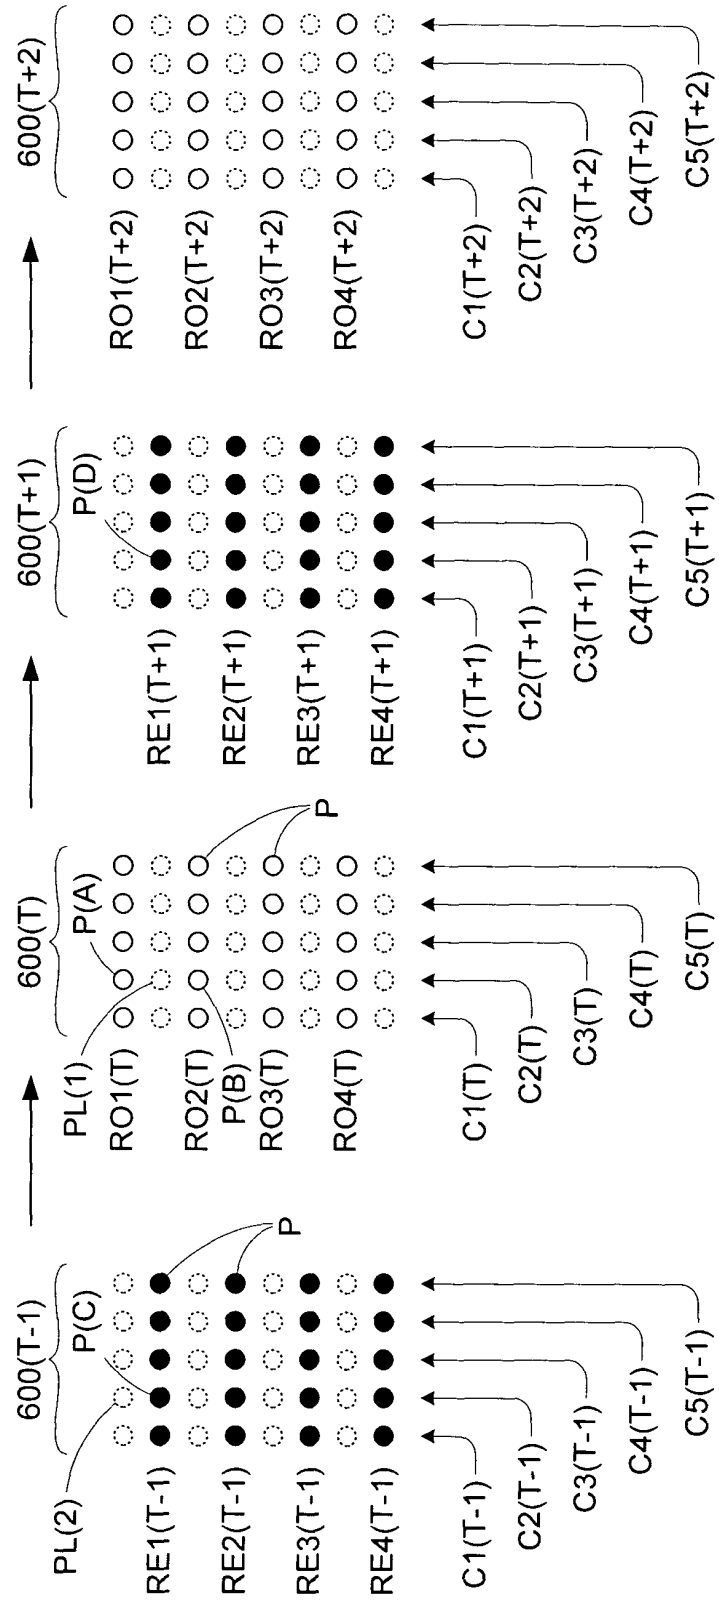 600(T-1)
PL(2)
P(C)
P
RE1(T-1)
RE2(T-1)
RE3(T-1)
RE4(T-1)
C1(T-1)
C2(T-1)
C3(T-1)
C4(T-1)
C5(T-1)
600(T)
P(A)
PL(1)
P(B)
P
RO1(T)
RO2(T)
RO3(T)
RO4(T)
C1(T)
C2(T)
C3(T)
C4(T)
C5(T)
600(T+1)
P(D)
RE1(T+1)
RE2(T+1)
RE3(T+1)
RE4(T+1)
C1(T+1)
C2(T+1)
C3(T+1)
C4(T+1)
C5(T+1)
600(T+2)
RO1(T+2)
RO2(T+2)
RO3(T+2)
RO4(T+2)
C1(T+2)
C2(T+2)
C3(T+2)
C4(T+2)
C5(T+2)